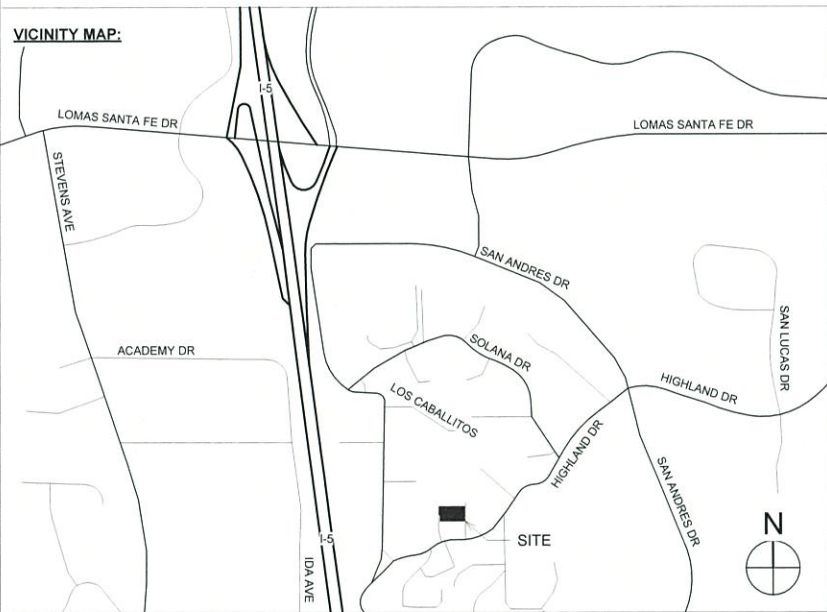 VICINITY MAP:
I-5
LOMAS SANTA FE DR
LOMAS SANTA FE DR
STEVENS AVE
SAN ANDRES DR
SAN LUCAS DR
ACADEMY DR
SOLANA DR
HIGHLAND DR
LOS CABALLITOS
HIGHLAND DR
SAN ANDRES DR
N
SITE
I-5
IDA AVE